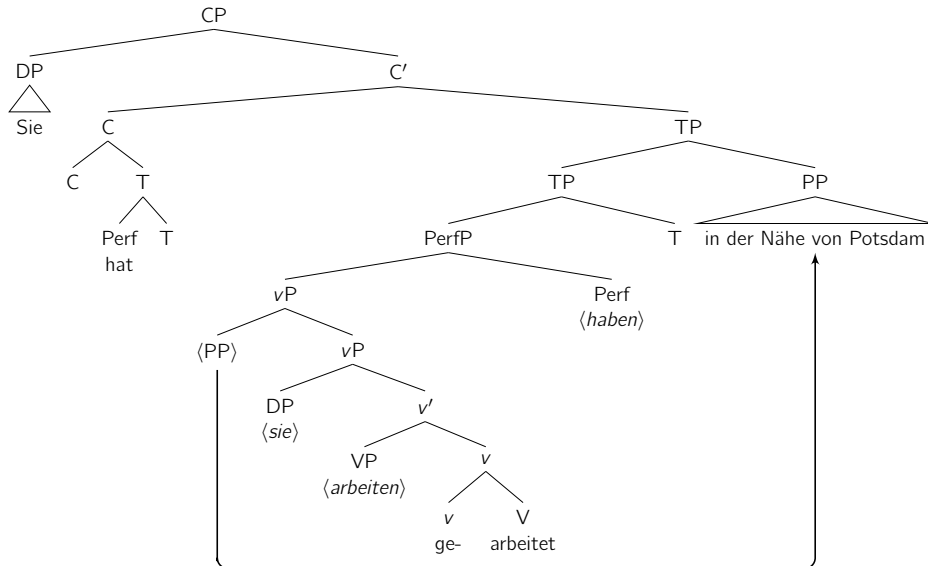 CP
DP C′
Sie C TP
C T TP PP
Perf T PerfP T in der Nähe von Potsdam
hat
vP Perf
⟨haben⟩
⟨PP⟩ vP
DP v′
⟨sie⟩
VP v
⟨arbeiten⟩
v V
ge- arbeitet